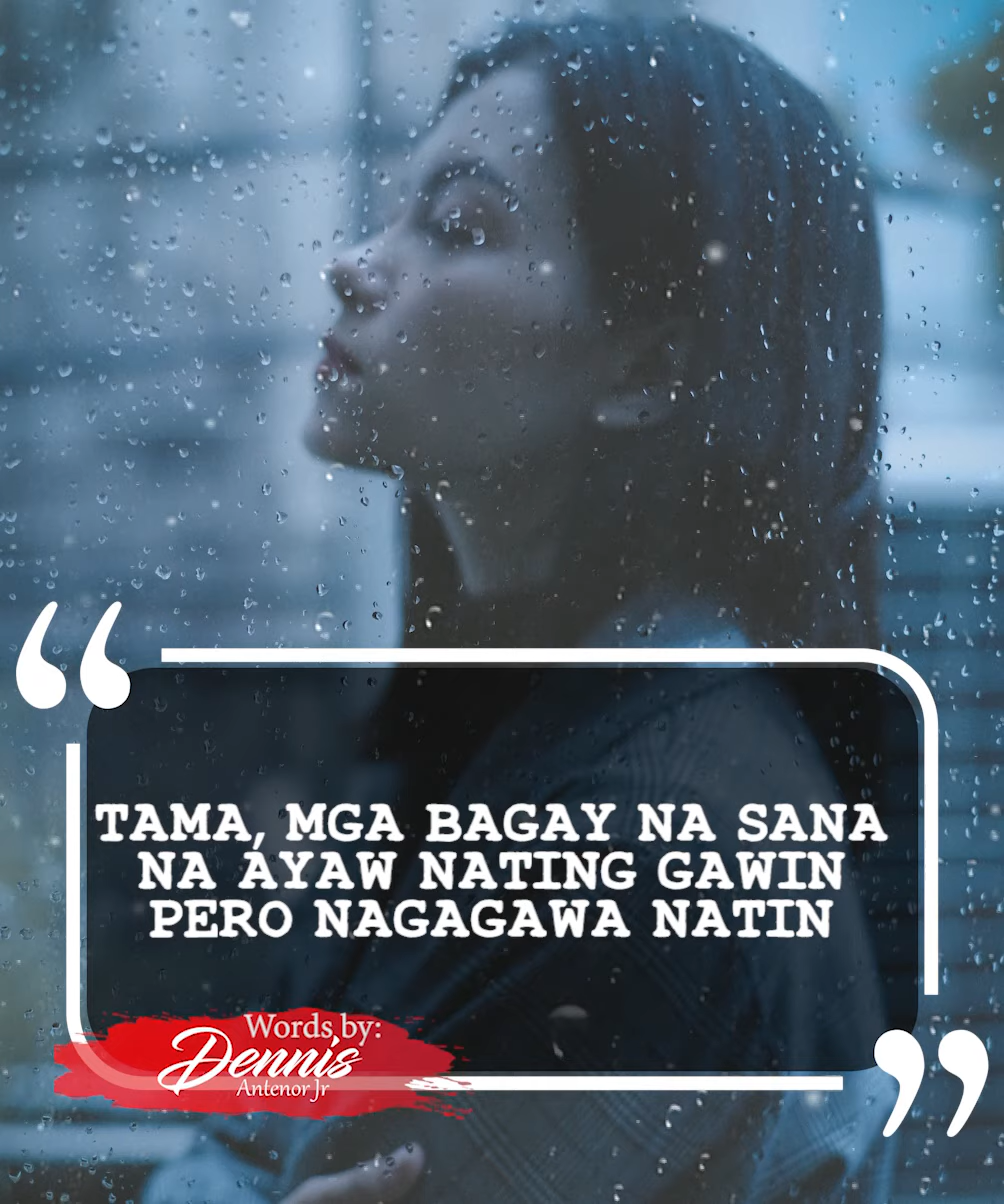 “
TAMA, MGA BAGAY NA SANA
NA AYAW NATING GAWIN
PERO NAGAGAWA NATIN
Words by:
Dennis
Antenor Jr
”